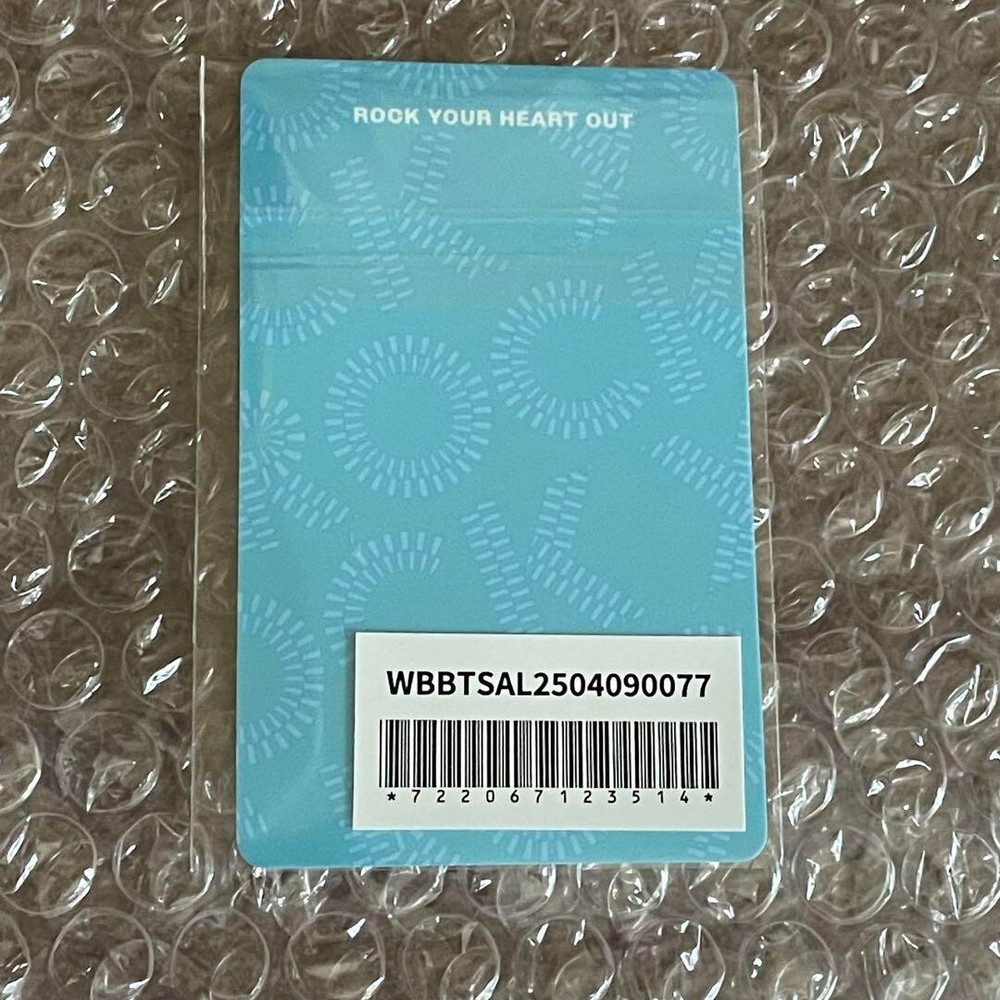 ROCK YOUR HEART OUT
WBBTSAL2504090077
*722067123514*